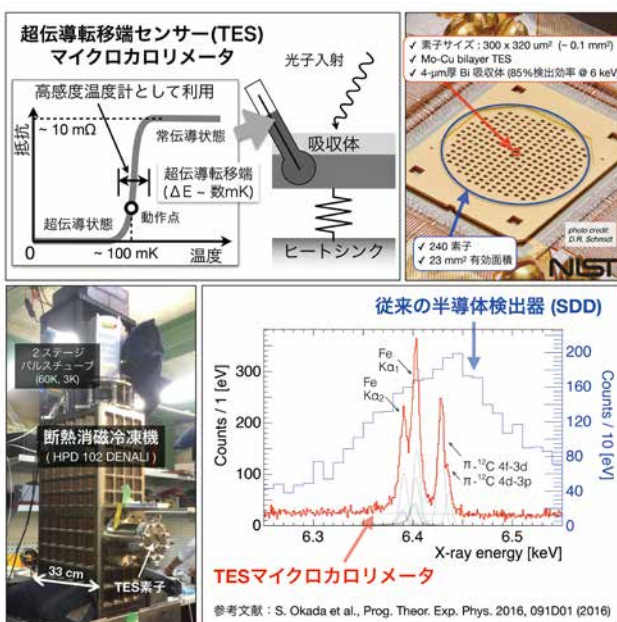 超伝導転移端センサー(TES)
マイクロカロリメータ
高感度温度計として利用
抵抗
~ 10 mΩ
常伝導状態
超伝導転移端
(ΔE ~ 数mK)
超伝導状態
動作点
~ 100 mK
温度
光子入射
吸収体
ヒートシンク
✓ 素子サイズ : 300 x 320 um² (~ 0.1 mm²)
✓ Mo-Cu bilayer TES
✓ 4-μm厚 Bi 吸収体 (85%検出効率 @ 6 keV)
photo credit:
D.R. Schmidt
✓ 240 素子
✓ 23 mm² 有効面積
NIST
2ステージ
パルスチューブ
(60K, 3K)
断熱消磁冷凍機
( HPD 102 DENALI )
33 cm
TES素子
従来の半導体検出器 (SDD)
Counts / 1 [eV]
300
200
100
0
Fe
Kα₁
Fe
Kα₂
π-¹²C 4f-3d
π-¹²C 4d-3p
200
160
120
80
40
0
Counts / 10 [eV]
6.3
6.4
6.5
X-ray energy [keV]
TESマイクロカロリメータ
参考文献：S. Okada et al., Prog. Theor. Exp. Phys. 2016, 091D01 (2016)